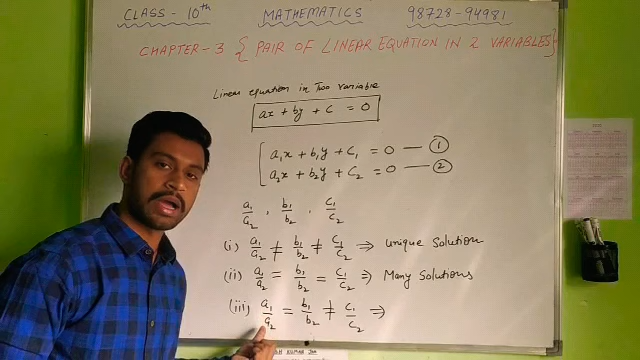 CLASS - 10th MATHEMATICS 98728-94981
CHAPTER-3 { PAIR OF LINEAR EQUATION IN 2 VARIABLES}
Linear equation in Two variable
ax + by + c = 0
a₁x + b₁y + c₁ = 0 — ①
a₂x + b₂y + c₂ = 0 — ②
a₁/a₂ , b₁/b₂ , c₁/c₂
(i) a₁/a₂ ≠ b₁/b₂ ≠ c₁/c₂ ⇒ unique Solution
(ii) a₁/a₂ = b₁/b₂ = c₁/c₂ ⇒ Many Solutions
(iii) a₁/a₂ = b₁/b₂ ≠ c₁/c₂ ⇒
KUMAR